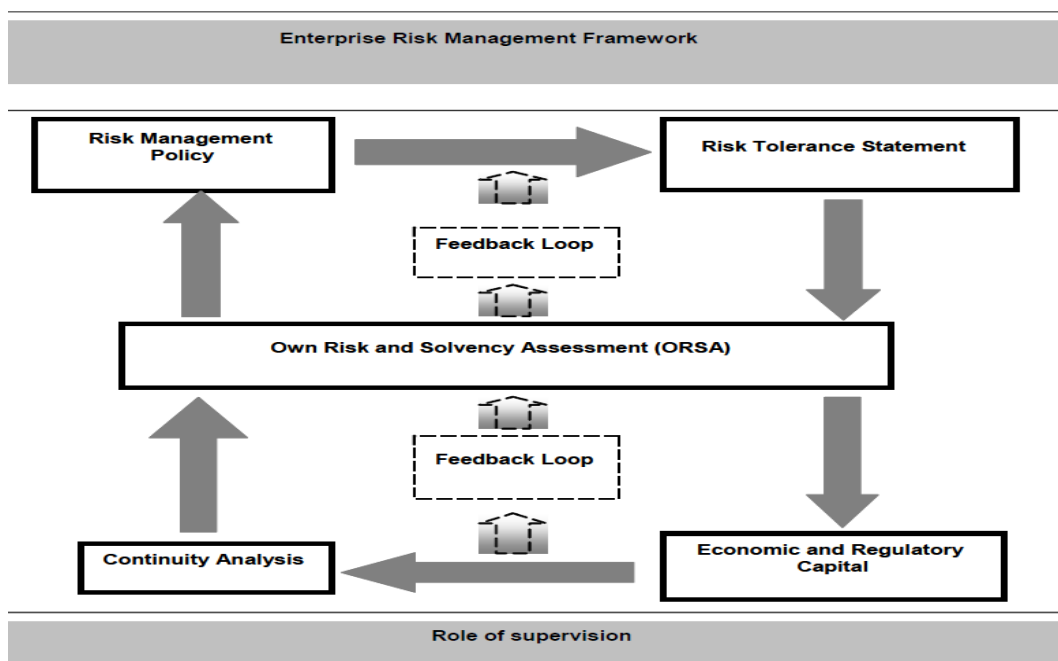 Enterprise Risk Management Framework
Risk Management
Policy
Risk Tolerance Statement
Feedback Loop
Own Risk and Solvency Assessment (ORSA)
Feedback Loop
Continuity Analysis
Economic and Regulatory
Capital
Role of supervision